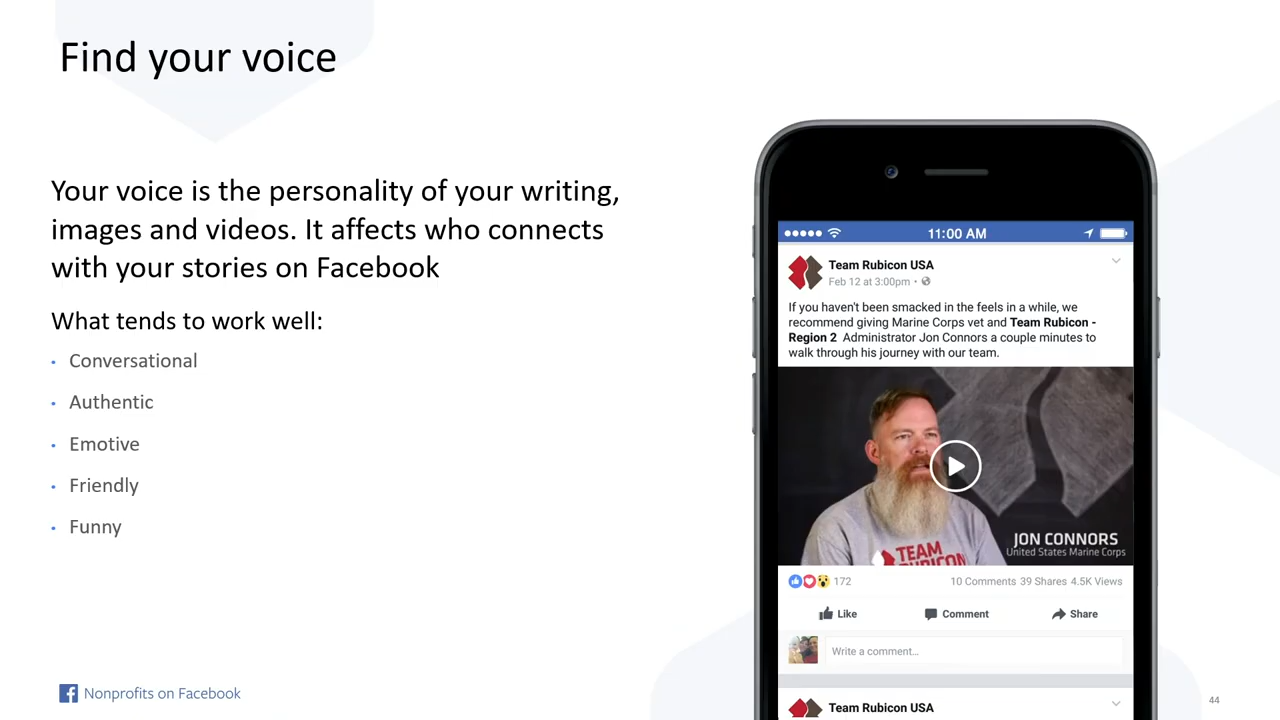 Find your voice
Your voice is the personality of your writing,
images and videos. It affects who connects
with your stories on Facebook
What tends to work well:
• Conversational
• Authentic
• Emotive
• Friendly
• Funny
Nonprofits on Facebook
11:00 AM
Team Rubicon USA
Feb 12 at 3:00pm •
If you haven't been smacked in the feels in a while, we
recommend giving Marine Corps vet and Team Rubicon -
Region 2 Administrator Jon Connors a couple minutes to
walk through his journey with our team.
TEAM
RUBICON
JON CONNORS
United States Marine Corps
172
10 Comments 39 Shares 4.5K Views
Like Comment Share
Write a comment...
Team Rubicon USA
44